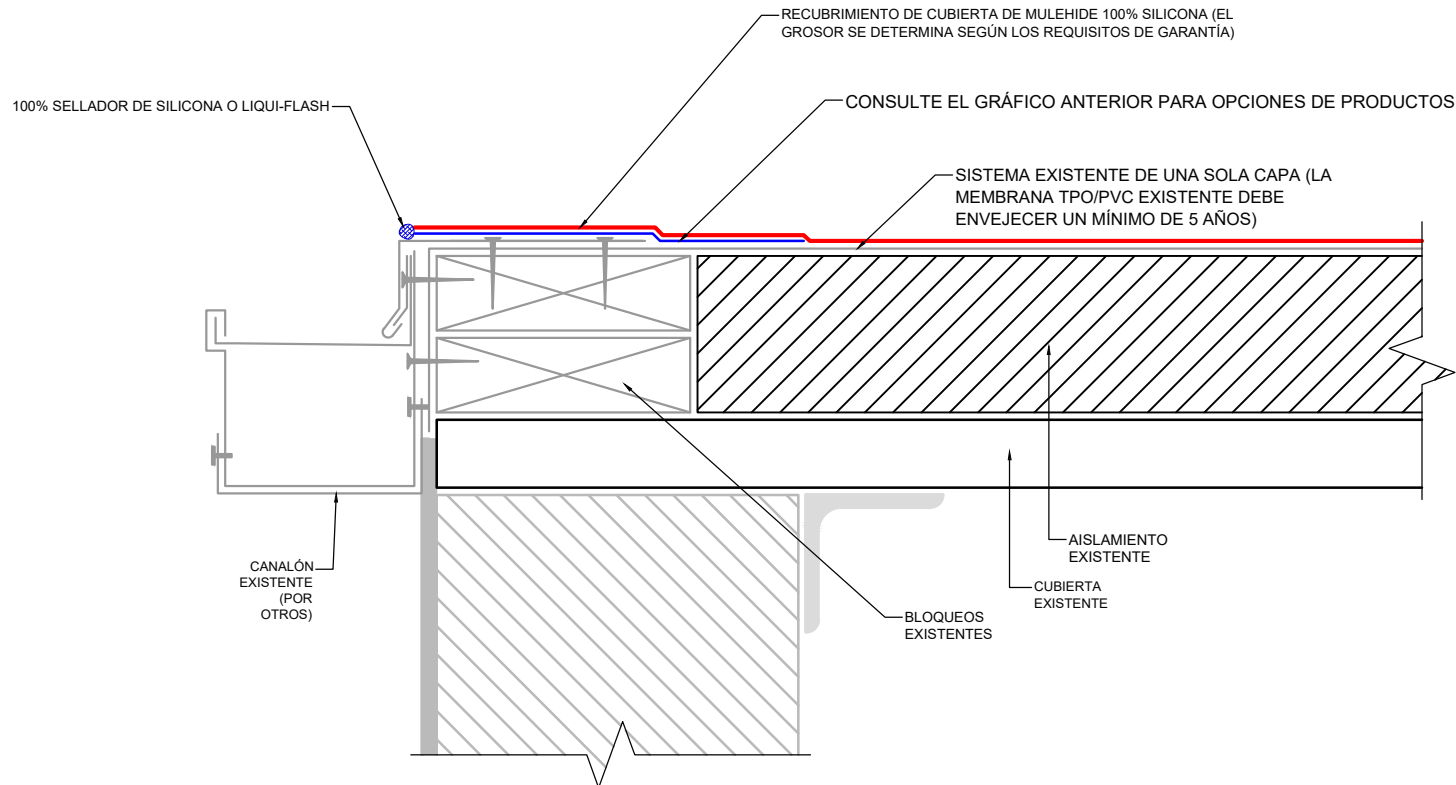 RECUBRIMIENTO DE CUBIERTA DE MULEHIDE 100% SILICONA (EL
GROSOR SE DETERMINA SEGÚN LOS REQUISITOS DE GARANTÍA)
100% SELLADOR DE SILICONA O LIQUI-FLASH
CONSULTE EL GRÁFICO ANTERIOR PARA OPCIONES DE PRODUCTOS
SISTEMA EXISTENTE DE UNA SOLA CAPA (LA
MEMBRANA TPO/PVC EXISTENTE DEBE
ENVEJECER UN MÍNIMO DE 5 AÑOS)
AISLAMIENTO
EXISTENTE
CANALÓN
EXISTENTE
(POR
OTROS)
CUBIERTA
EXISTENTE
BLOQUEOS
EXISTENTES